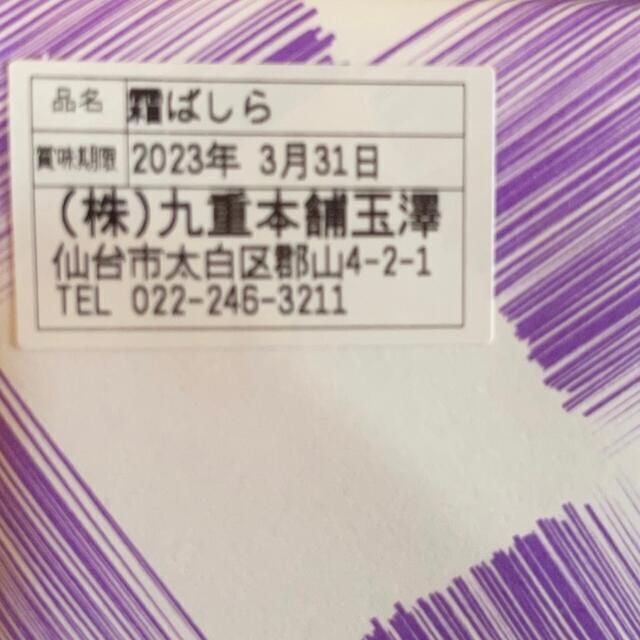 品名 霜ばしら
賞味期限 2023年 3月31日
(株)九重本舗玉澤
仙台市太白区郡山4-2-1
TEL 022-246-3211